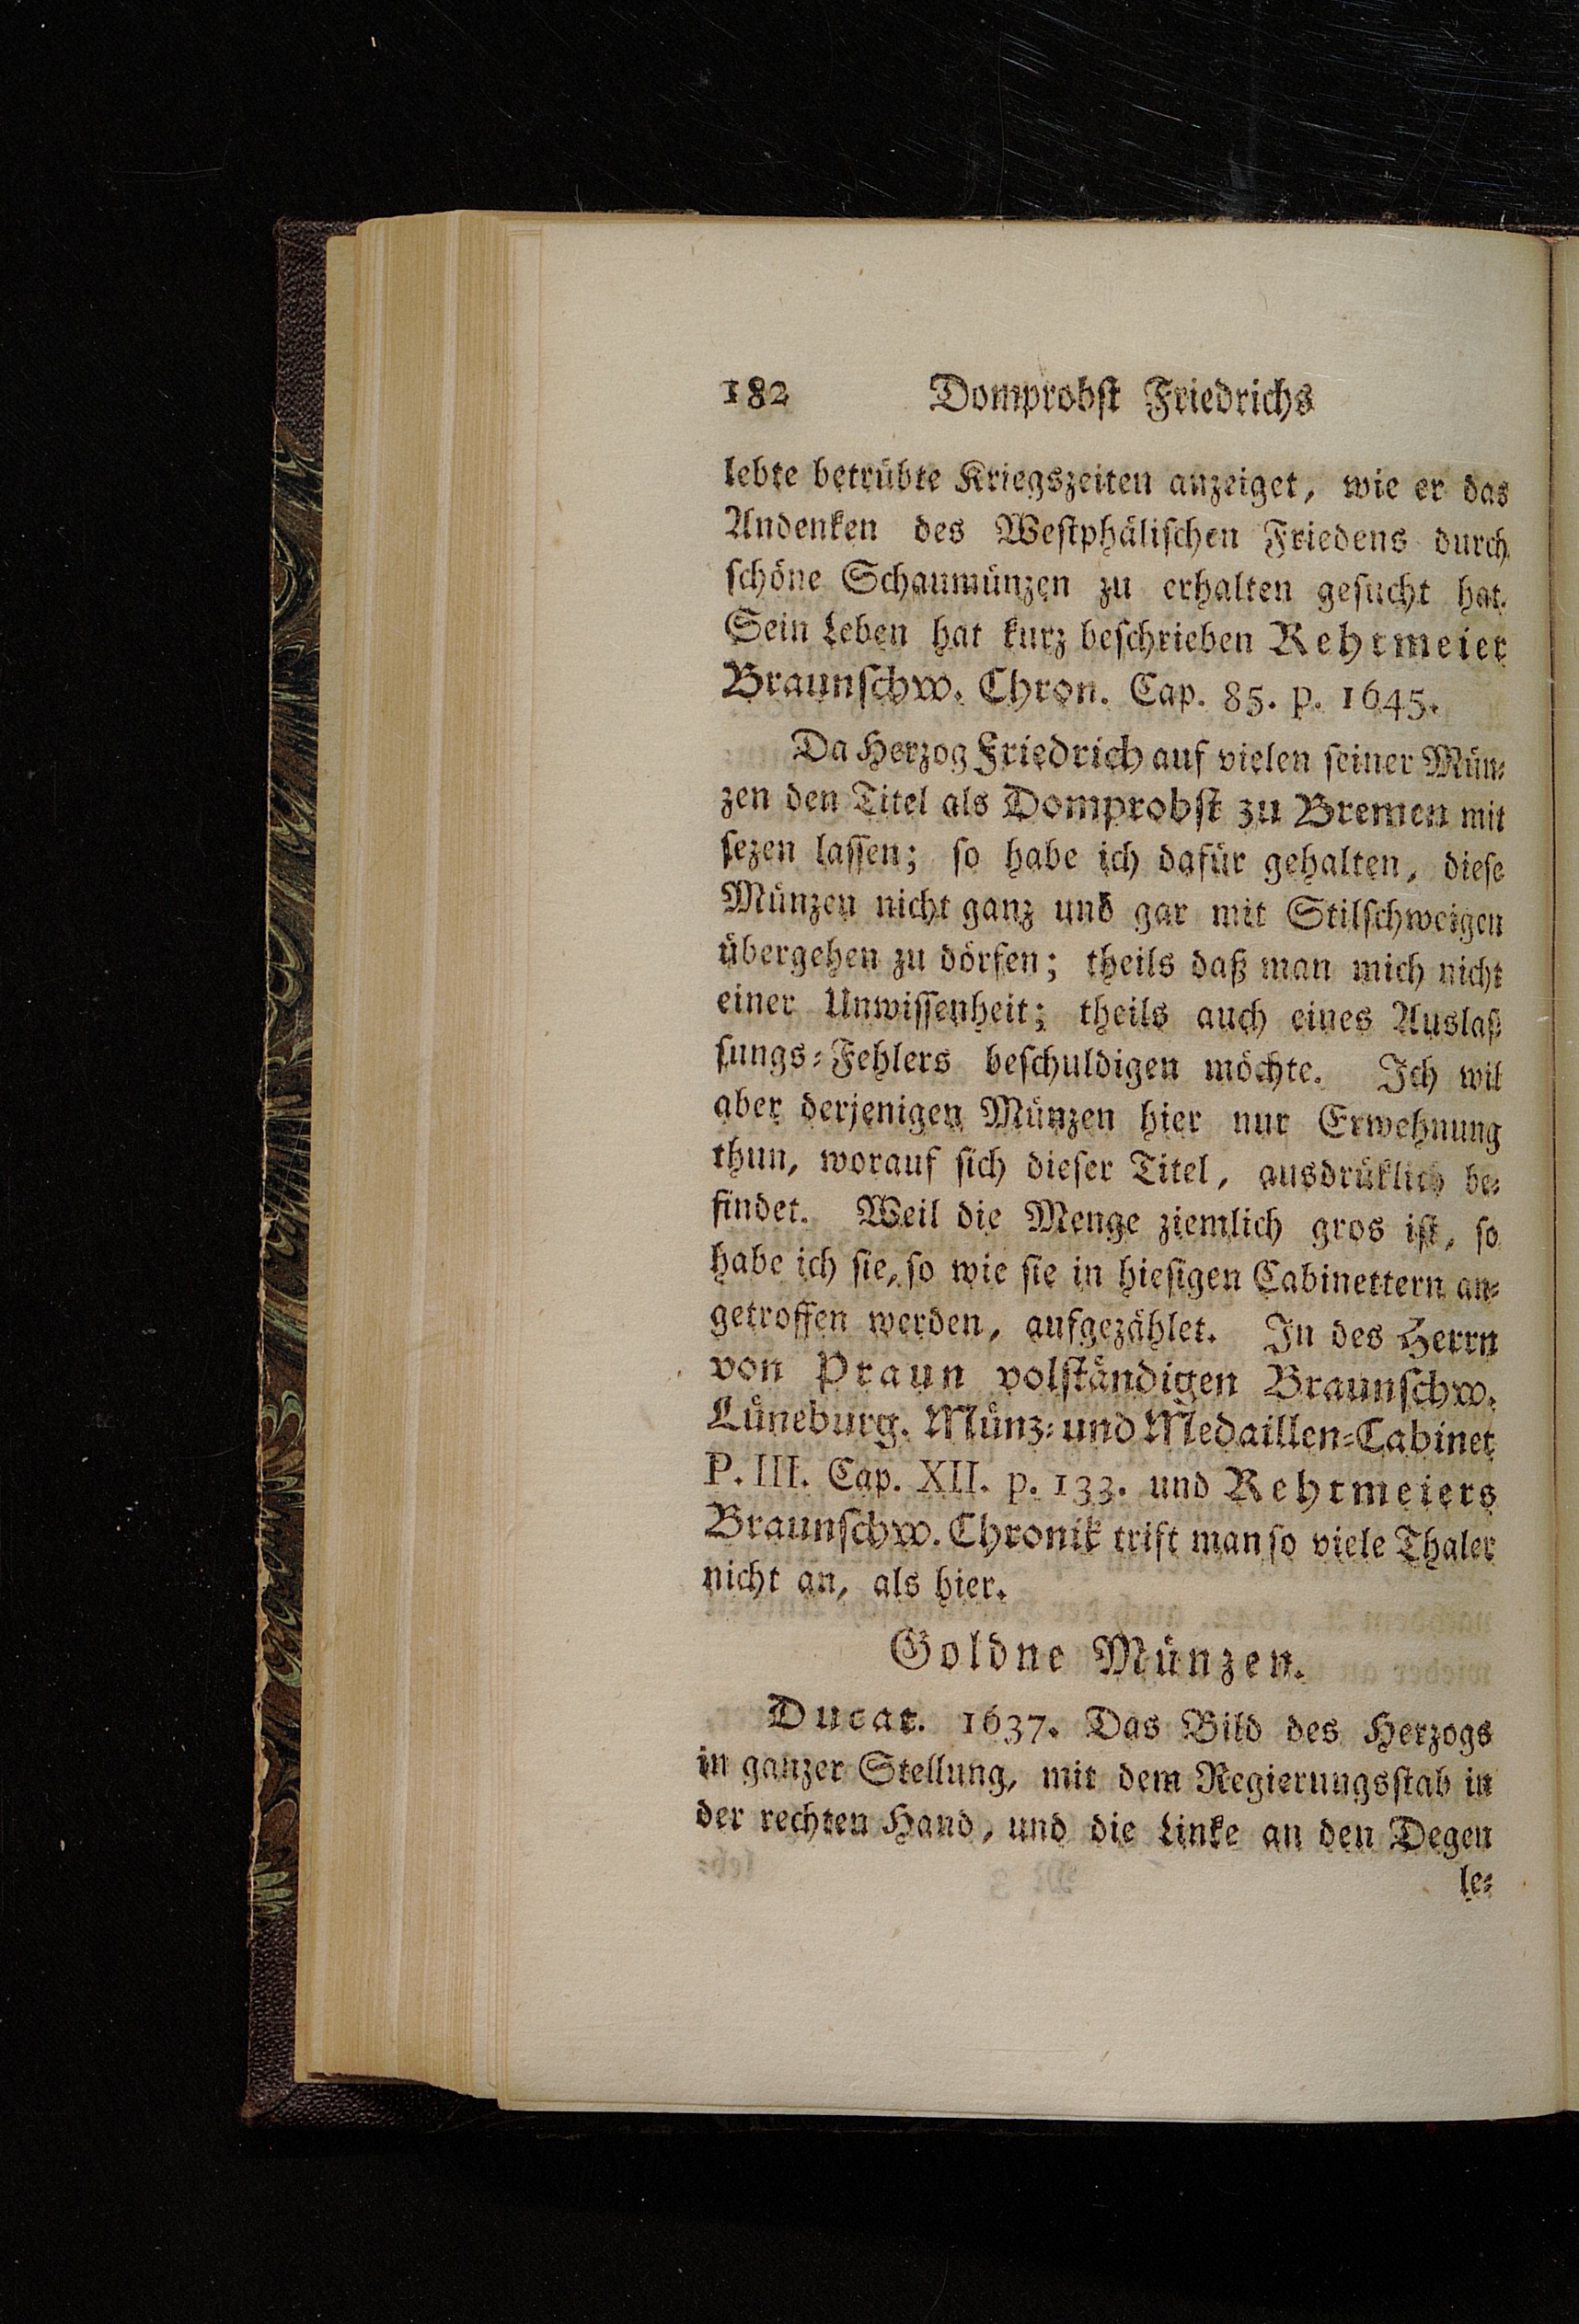 182 Domprobst Friedrichs
lebte betrübte Kriegszeiten anzeiget, wie er das
Andenken des Westphälischen Friedens durch
schöne Schaumünzen zu erhalten gesucht hat.
Sein Leben hat kurz beschrieben Rehtmeier
Braunschw. Chron. Cap. 85. p. 1645.
Da Herzog Friedrich auf vielen seiner Mün-
zen den Titel als Domprobst zu Bremen mit
sezen lassen; so habe ich dafür gehalten, diese
Münzen nicht ganz und gar mit Stilschweigen
übergehen zu dörfen; theils daß man mich nicht
einer Unwissenheit; theils auch eines Auslas
sungs-Fehlers beschuldigen möchte. Ich wil
aber derjenigen Münzen hier nur Erwehnung
thun, worauf sich dieser Titel, ausdrüklich be-
findet. Weil die Menge ziemlich gros ist, so
habe ich sie, so wie sie in hiesigen Cabinettern an-
getroffen werden, aufgezählet. In des Herrn
von Praun volständigen Braunschw.
Lüneburg. Münz- und Medaillen-Cabinet
P. III. Cap. XII. p. 133. und Rehtmeiers
Braunschw. Chronik trift man so viele Thaler
nicht an, als hier.
Goldne Münzen.
Ducat. 1637. Das Bild des Herzogs
in ganzer Stellung, mit dem Regierungsstab in
der rechten Hand, und die Linke an den Degen
le-